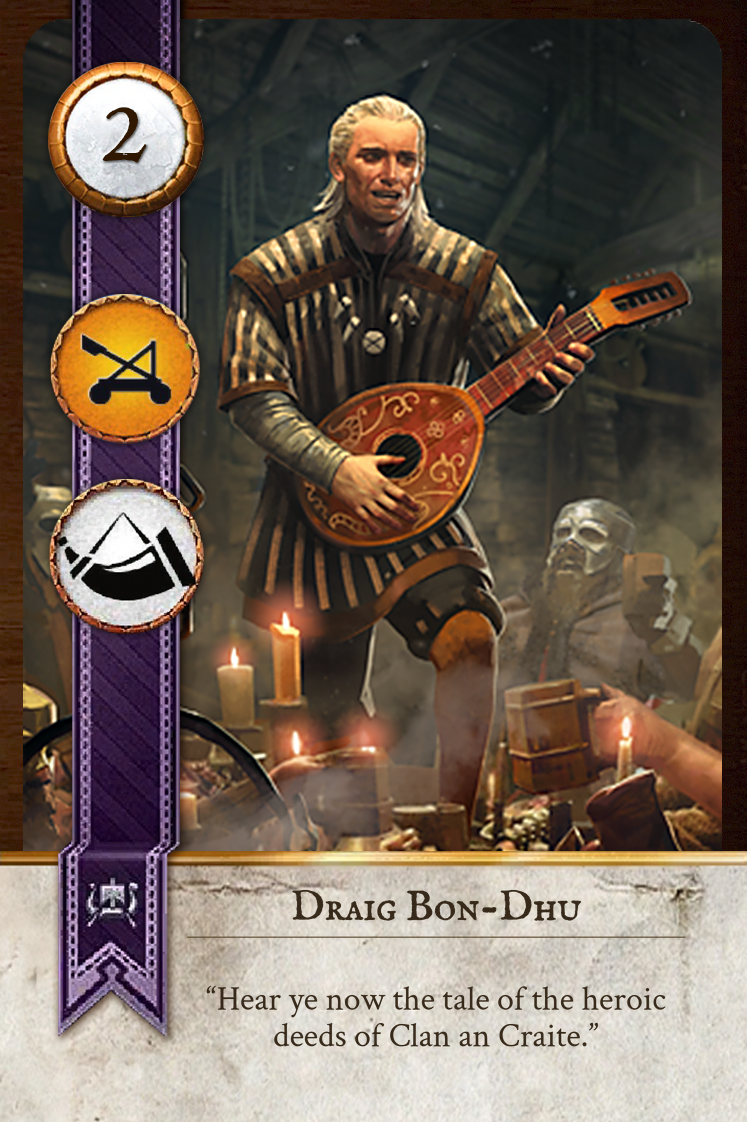 2
Draig Bon-Dhu
“Hear ye now the tale of the heroic
deeds of Clan an Craite.”